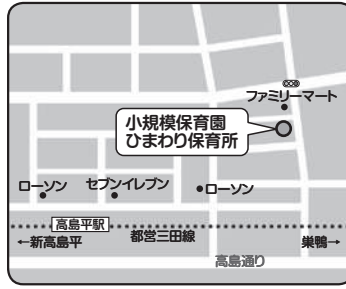 ファミリーマート
小規模保育園
ひまわり保育所
ローソン
セブンイレブン
ローソン
高島平駅
←新高島平
都営三田線
巣鴨→
高島通り